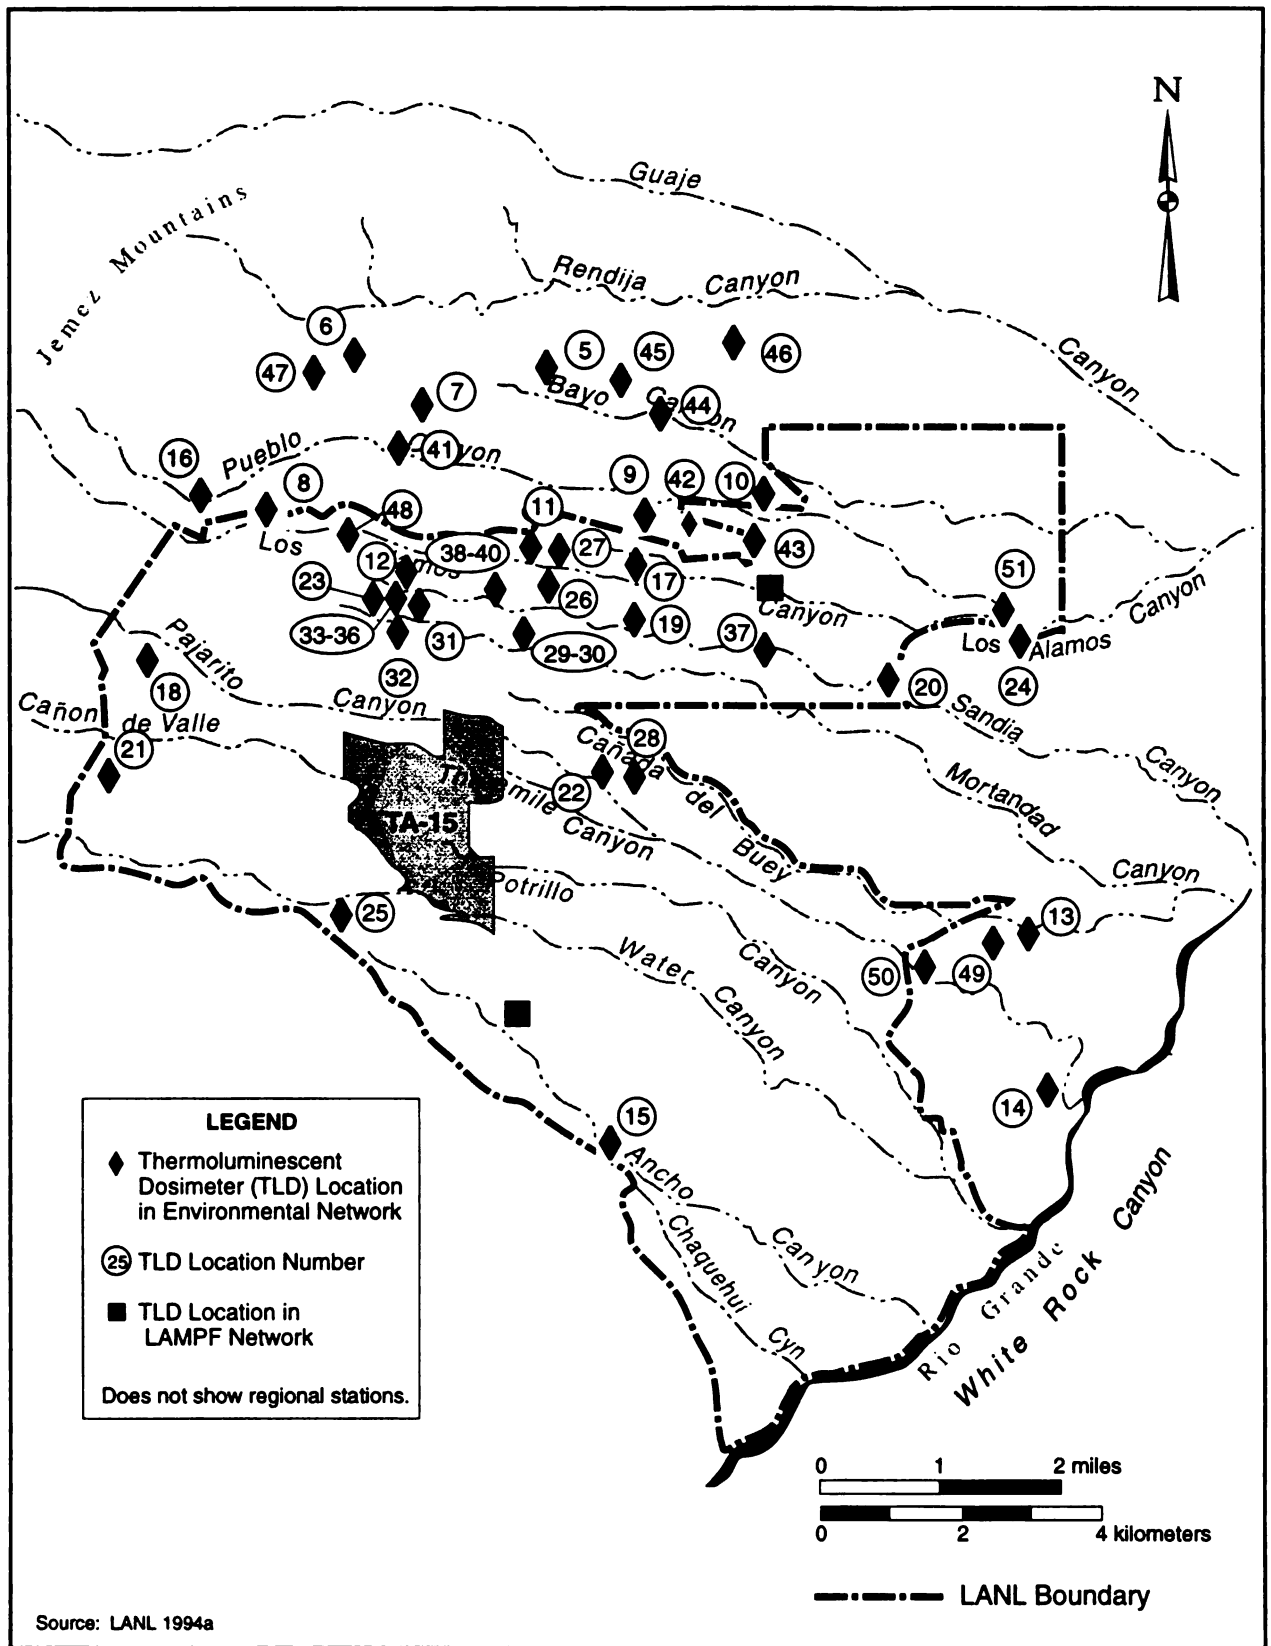 N
Guaje
Jemez Mountains
Rendija Canyon
Canyon
6
5
45
46
47
7
Bayo
44
Pueblo
41
16
8
9
42
10
48
11
Los
12
38-40
27
43
23
17
51
26
Canyon
Canyon
33-36
31
19
37
Los Alamos
Pajarito
29-30
32
18
20
24
Canyon
Cañon de Valle
Sandia
28
Cañada
21
Canyon
22
Mortandad
del
TA-15
Canyon
Buey
Canyon
Potrillo
25
13
Water
Canyon
50
49
Canyon
14
15
Ancho
Canyon
Chaquehui
Cyn
Rio Grande
White Rock Canyon
LEGEND
Thermoluminescent
Dosimeter (TLD) Location
in Environmental Network
25 TLD Location Number
TLD Location in
LAMPF Network
Does not show regional stations.
0 1 2 miles
0 2 4 kilometers
LANL Boundary
Source: LANL 1994a